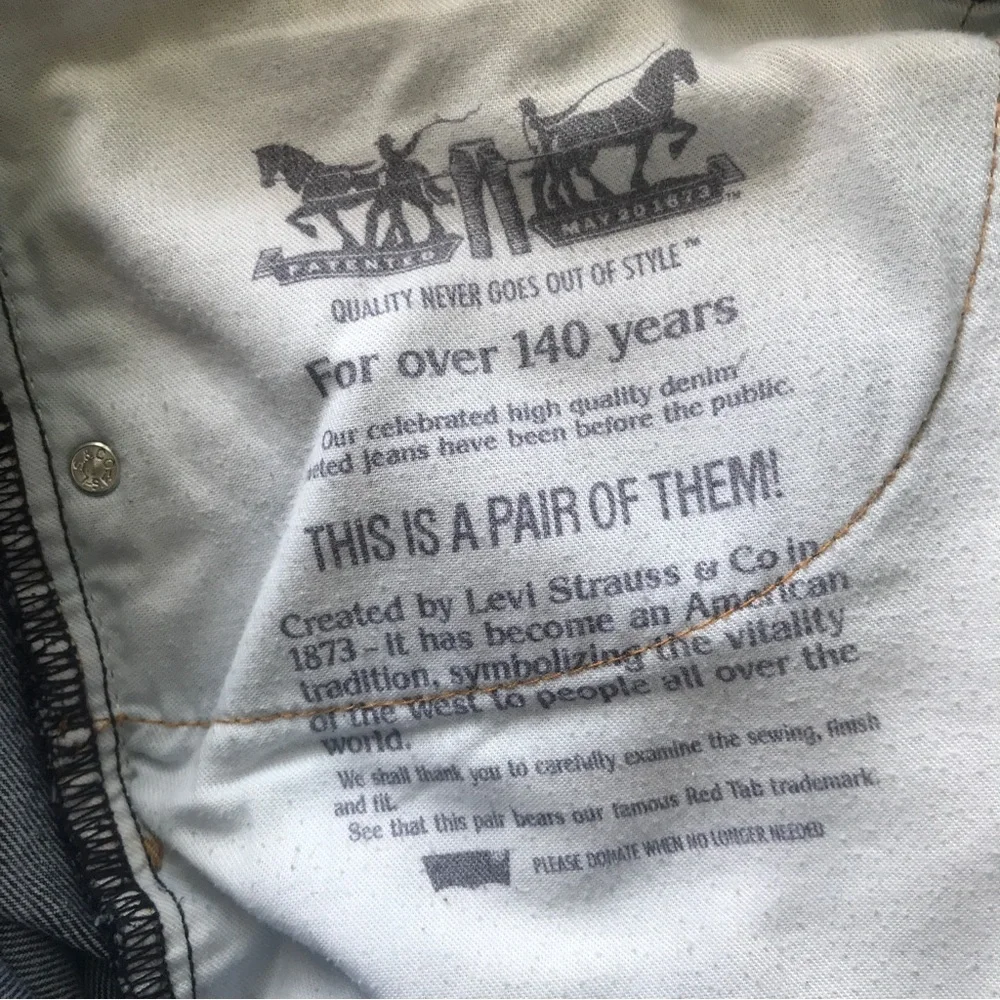 PATENTED
MAY 20 1873 ™
QUALITY NEVER GOES OUT OF STYLE™
For over 140 years
Our celebrated high quality denim
jeans have been before the public.
THIS IS A PAIR OF THEM!
Created by Levi Strauss & Co in
1873 - It has become an American
tradition, symbolizing the vitality
of the West to people all over the
world.
We shall thank you to carefully examine the sewing, finish
and fit.
See that this pair bears our famous Red Tab trademark.
PLEASE DONATE WHEN NO LONGER NEEDED